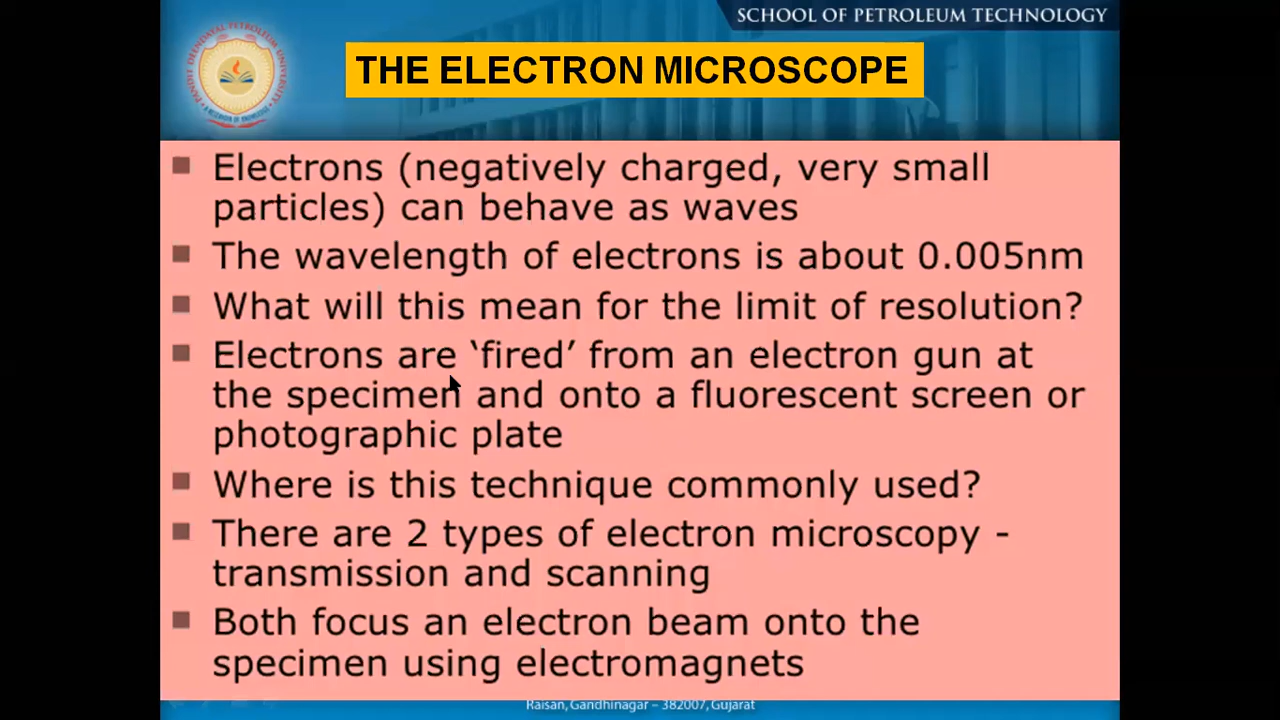 SCHOOL OF PETROLEUM TECHNOLOGY
THE ELECTRON MICROSCOPE
Electrons (negatively charged, very small
particles) can behave as waves
The wavelength of electrons is about 0.005nm
What will this mean for the limit of resolution?
Electrons are ‘fired’ from an electron gun at
the specimen and onto a fluorescent screen or
photographic plate
Where is this technique commonly used?
There are 2 types of electron microscopy -
transmission and scanning
Both focus an electron beam onto the
specimen using electromagnets
Raisan, Gandhinagar – 382007, Gujarat